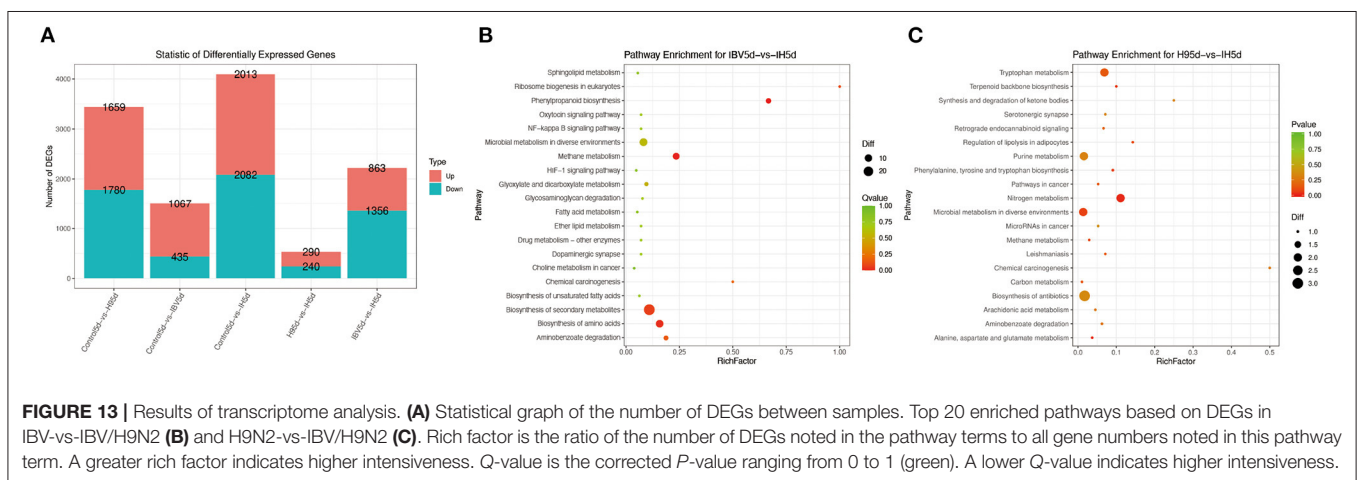 A
Statistic of Differentially Expressed Genes
Number of DEGs
4000
3000
2000
1000
0
1659
1780
1067
435
2013
2082
290
240
863
1356
Control5d-vs-H95d
Control5d-vs-IBV5d
Control5d-vs-IH5d
H95d-vs-IH5d
IBV5d-vs-IH5d
Type
Up
Down
B
Pathway Enrichment for IBV5d-vs-IH5d
Pathway
Sphingolipid metabolism
Ribosome biogenesis in eukaryotes
Phenylpropanoid biosynthesis
Oxytocin signaling pathway
NF-kappa B signaling pathway
Microbial metabolism in diverse environments
Methane metabolism
HIF-1 signaling pathway
Glyoxylate and dicarboxylate metabolism
Glycosaminoglycan degradation
Fatty acid metabolism
Ether lipid metabolism
Drug metabolism - other enzymes
Dopaminergic synapse
Choline metabolism in cancer
Chemical carcinogenesis
Biosynthesis of unsaturated fatty acids
Biosynthesis of secondary metabolites
Biosynthesis of amino acids
Aminobenzoate degradation
0.00 0.25 0.50 0.75 1.00
RichFactor
Diff
10
20
Qvalue
1.00
0.75
0.50
0.25
0.00
C
Pathway Enrichment for H95d-vs-IH5d
Pathway
Tryptophan metabolism
Terpenoid backbone biosynthesis
Synthesis and degradation of ketone bodies
Serotonergic synapse
Retrograde endocannabinoid signaling
Regulation of lipolysis in adipocytes
Purine metabolism
Phenylalanine, tyrosine and tryptophan biosynthesis
Pathways in cancer
Nitrogen metabolism
Microbial metabolism in diverse environments
MicroRNAs in cancer
Methane metabolism
Leishmaniasis
Chemical carcinogenesis
Carbon metabolism
Biosynthesis of antibiotics
Arachidonic acid metabolism
Aminobenzoate degradation
Alanine, aspartate and glutamate metabolism
0.0 0.1 0.2 0.3 0.4 0.5
RichFactor
Pvalue
1.00
0.75
0.50
0.25
0.00
Diff
1.0
1.5
2.0
2.5
3.0
FIGURE 13 | Results of transcriptome analysis. (A) Statistical graph of the number of DEGs between samples. Top 20 enriched pathways based on DEGs in
IBV-vs-IBV/H9N2 (B) and H9N2-vs-IBV/H9N2 (C). Rich factor is the ratio of the number of DEGs noted in the pathway terms to all gene numbers noted in this pathway
term. A greater rich factor indicates higher intensiveness. Q-value is the corrected P-value ranging from 0 to 1 (green). A lower Q-value indicates higher intensiveness.